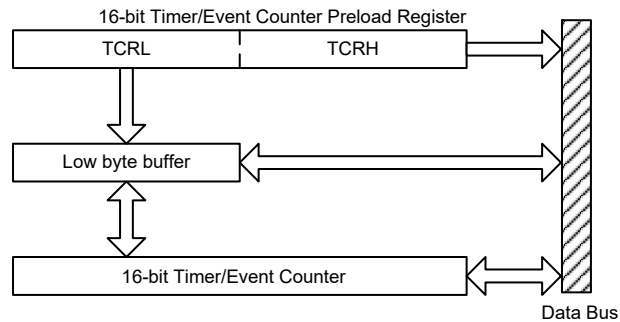 16-bit Timer/Event Counter Preload Register
TCRL TCRH
Low byte buffer
16-bit Timer/Event Counter
Data Bus